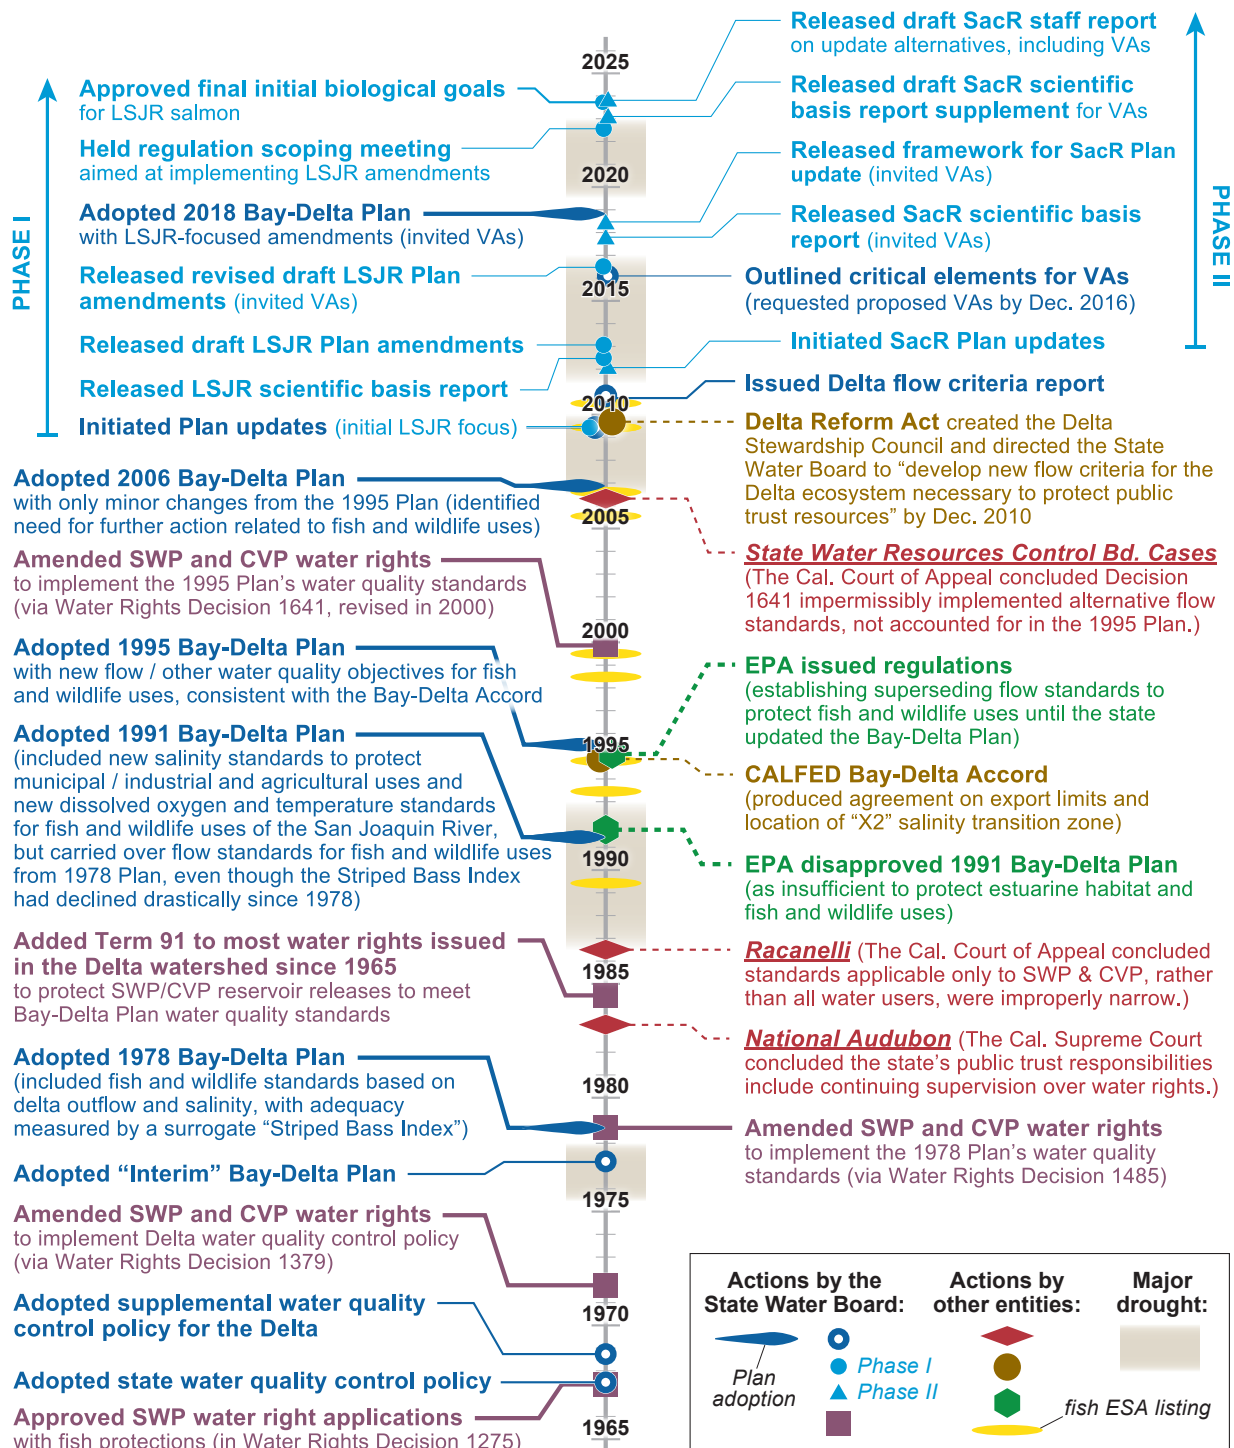 Released draft SacR staff report
on update alternatives, including VAs
2025
Approved final initial biological goals
for LSJR salmon
Released draft SacR scientific
basis report supplement for VAs
Held regulation scoping meeting
aimed at implementing LSJR amendments
Released framework for SacR Plan
update (invited VAs)
2020
PHASE I
PHASE II
Adopted 2018 Bay-Delta Plan
with LSJR-focused amendments (invited VAs)
Released SacR scientific basis
report (invited VAs)
Released revised draft LSJR Plan
amendments (invited VAs)
Outlined critical elements for VAs
(requested proposed VAs by Dec. 2016)
2015
Released draft LSJR Plan amendments
Initiated SacR Plan updates
Released LSJR scientific basis report
Issued Delta flow criteria report
2010
Initiated Plan updates (initial LSJR focus)
Delta Reform Act created the Delta
Stewardship Council and directed the State
Water Board to “develop new flow criteria for the
Delta ecosystem necessary to protect public
trust resources” by Dec. 2010
Adopted 2006 Bay-Delta Plan
with only minor changes from the 1995 Plan (identified
need for further action related to fish and wildlife uses)
2005
Amended SWP and CVP water rights
to implement the 1995 Plan’s water quality standards
(via Water Rights Decision 1641, revised in 2000)
State Water Resources Control Bd. Cases
(The Cal. Court of Appeal concluded Decision
1641 impermissibly implemented alternative flow
standards, not accounted for in the 1995 Plan.)
2000
Adopted 1995 Bay-Delta Plan
with new flow / other water quality objectives for fish
and wildlife uses, consistent with the Bay-Delta Accord
EPA issued regulations
(establishing superseding flow standards to
protect fish and wildlife uses until the state
updated the Bay-Delta Plan)
1995
Adopted 1991 Bay-Delta Plan
(included new salinity standards to protect
municipal / industrial and agricultural uses and
new dissolved oxygen and temperature standards
for fish and wildlife uses of the San Joaquin River,
but carried over flow standards for fish and wildlife uses
from 1978 Plan, even though the Striped Bass Index
had declined drastically since 1978)
CALFED Bay-Delta Accord
(produced agreement on export limits and
location of “X2” salinity transition zone)
1990
EPA disapproved 1991 Bay-Delta Plan
(as insufficient to protect estuarine habitat and
fish and wildlife uses)
Added Term 91 to most water rights issued
in the Delta watershed since 1965
to protect SWP/CVP reservoir releases to meet
Bay-Delta Plan water quality standards
Racanelli (The Cal. Court of Appeal concluded
standards applicable only to SWP & CVP, rather
than all water users, were improperly narrow.)
1985
National Audubon (The Cal. Supreme Court
concluded the state’s public trust responsibilities
include continuing supervision over water rights.)
Adopted 1978 Bay-Delta Plan
(included fish and wildlife standards based on
delta outflow and salinity, with adequacy
measured by a surrogate “Striped Bass Index”)
1980
Amended SWP and CVP water rights
to implement the 1978 Plan’s water quality
standards (via Water Rights Decision 1485)
Adopted “Interim” Bay-Delta Plan
1975
Amended SWP and CVP water rights
to implement Delta water quality control policy
(via Water Rights Decision 1379)
Adopted supplemental water quality
control policy for the Delta
1970
Adopted state water quality control policy
Approved SWP water right applications
with fish protections (in Water Rights Decision 1275)
1965
Actions by the
State Water Board:
Plan
adoption
Phase I
Phase II
Actions by
other entities:
fish ESA listing
Major
drought: